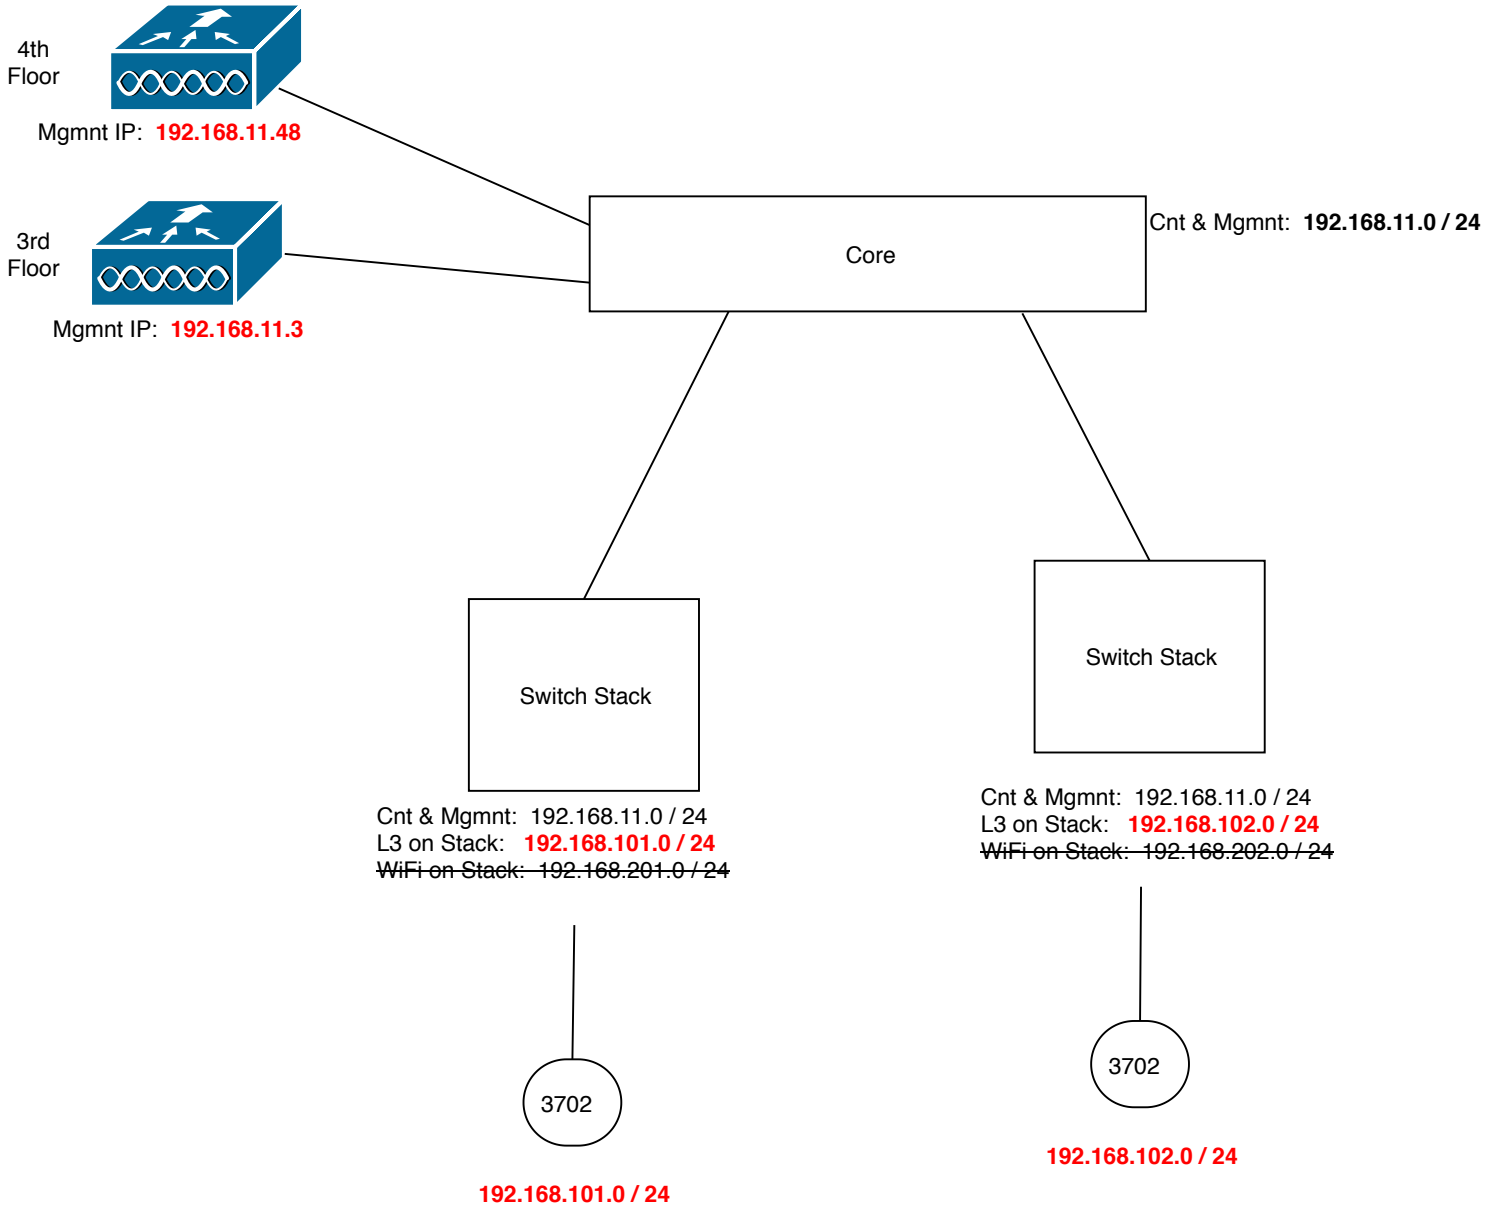 4th
Floor
Mgmnt IP: 192.168.11.48
3rd
Floor
Mgmnt IP: 192.168.11.3
Core
Cnt & Mgmnt: 192.168.11.0 / 24
Switch Stack
Cnt & Mgmnt: 192.168.11.0 / 24
L3 on Stack: 192.168.101.0 / 24
WiFi on Stack: 192.168.201.0 / 24
3702
192.168.101.0 / 24
Switch Stack
Cnt & Mgmnt: 192.168.11.0 / 24
L3 on Stack: 192.168.102.0 / 24
WiFi on Stack: 192.168.202.0 / 24
3702
192.168.102.0 / 24